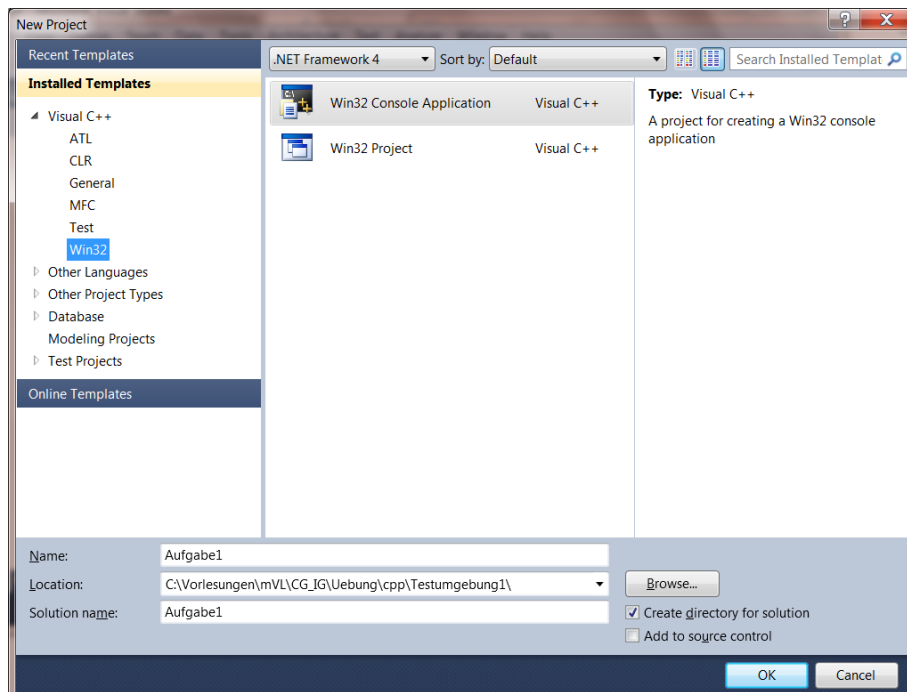 New Project
Recent Templates
Installed Templates
Visual C++
ATL
CLR
General
MFC
Test
Win32
Other Languages
Other Project Types
Database
Modeling Projects
Test Projects
Online Templates
.NET Framework 4 Sort by: Default Search Installed Templat
Win32 Console Application Visual C++
Win32 Project Visual C++
Type: Visual C++
A project for creating a Win32 console
application
Name: Aufgabe1
Location: C:\Vorlesungen\mVL\CG_IG\Uebung\cpp\Testumgebung1\ Browse...
Solution name: Aufgabe1 Create directory for solution
Add to source control
OK Cancel